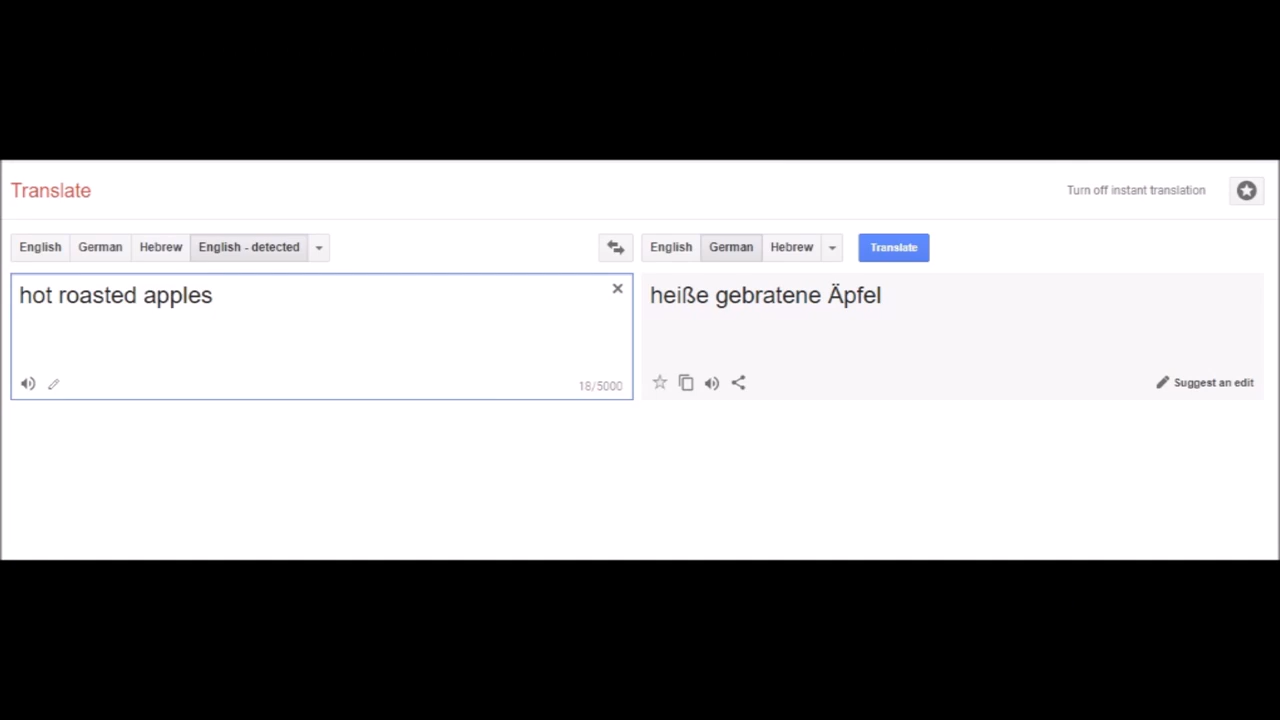 Translate
Turn off instant translation
English German Hebrew English - detected
English German Hebrew Translate
hot roasted apples
18/5000
heiße gebratene Äpfel
Suggest an edit